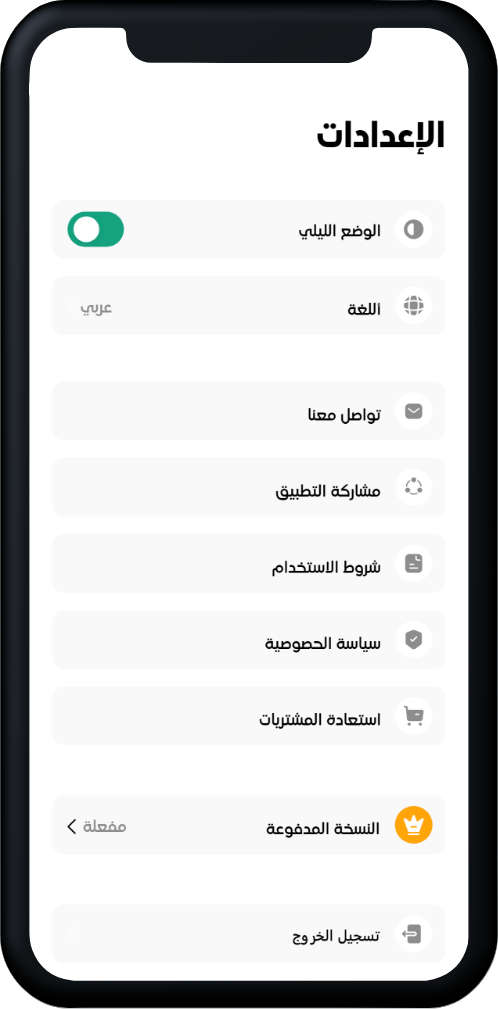 الإعدادات
الوضع الليلي
اللغة عربي
تواصل معنا
مشاركة التطبيق
شروط الاستخدام
سياسة الخصوصية
استعادة المشتريات
النسخة المدفوعة مفعلة
تسجيل الخروج